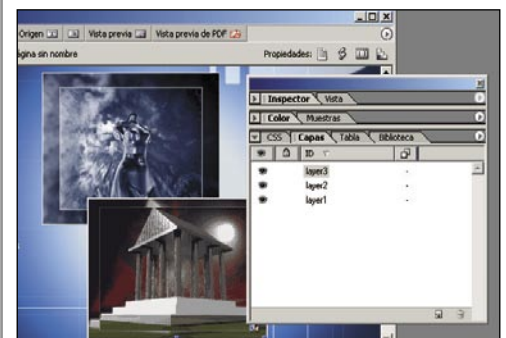 Origen Vista previa Vista previa de PDF
ágina sin nombre Propiedades:
Inspector Vista
Color Muestras
CSS Capas Tabla Biblioteca
ID
layer3 -
layer2 -
layer1 -